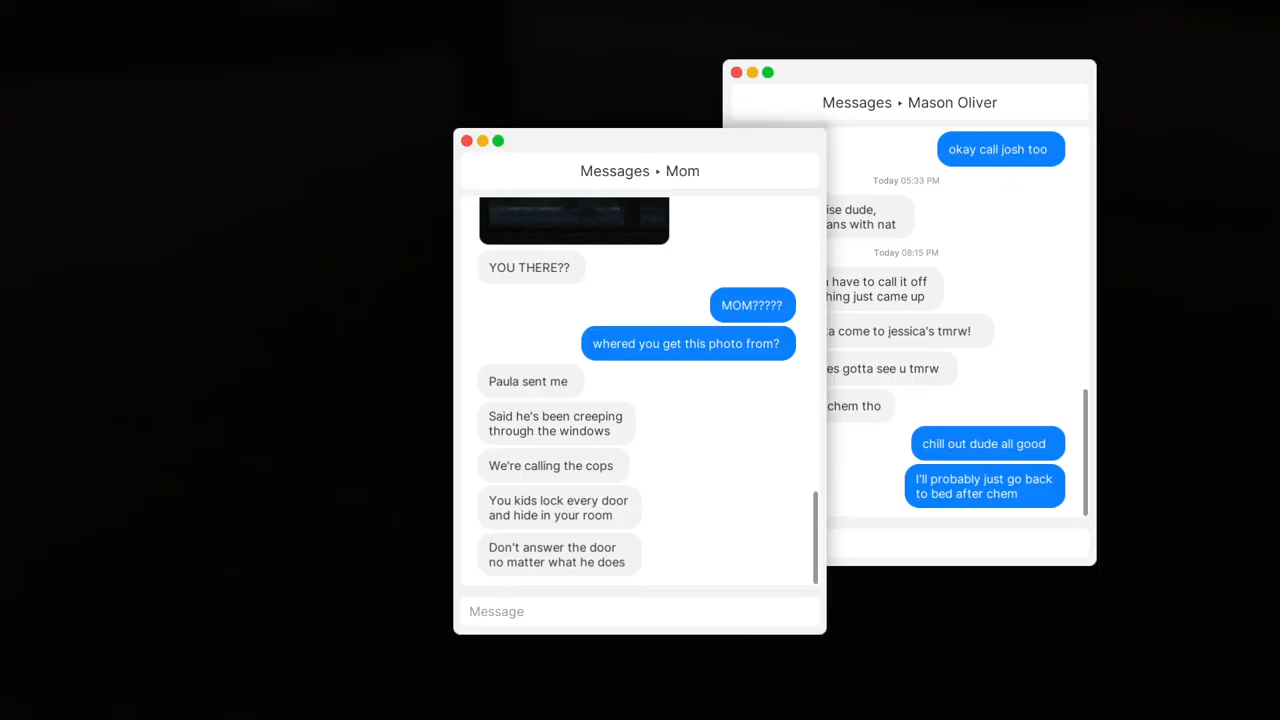 Messages ‣ Mason Oliver
okay call josh too
Today 05:33 PM
dude,
with nat
Today 08:15 PM
have to call it off
just came up
come to jessica's tmrw!
gotta see u tmrw
chem tho
chill out dude all good
I'll probably just go back
to bed after chem
Messages ‣ Mom
YOU THERE??
MOM?????
whered you get this photo from?
Paula sent me
Said he's been creeping
through the windows
We're calling the cops
You kids lock every door
and hide in your room
Don't answer the door
no matter what he does
Message